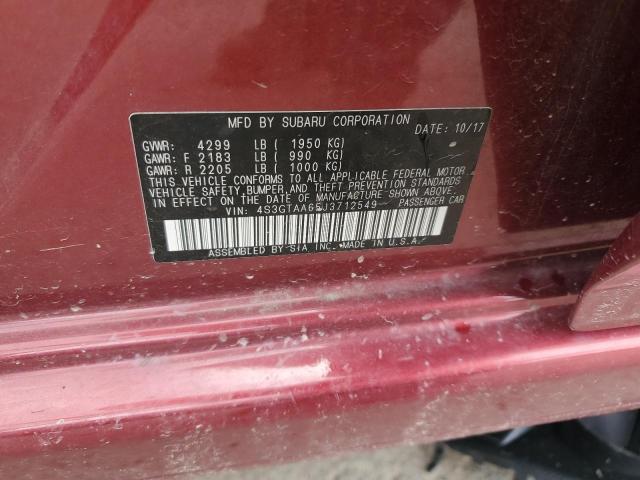 MFD BY SUBARU CORPORATION
DATE: 10/17
GVWR: 4299 LB ( 1950 KG)
GAWR: F 2183 LB ( 990 KG)
GAWR: R 2205 LB ( 1000 KG)
THIS VEHICLE CONFORMS TO ALL APPLICABLE FEDERAL MOTOR
VEHICLE SAFETY, BUMPER, AND THEFT PREVENTION STANDARDS
IN EFFECT ON THE DATE OF MANUFACTURE SHOWN ABOVE.
VIN: 4S3GTAA65J3712549 PASSENGER CAR
ASSEMBLED BY SIA INC. MADE IN U.S.A.